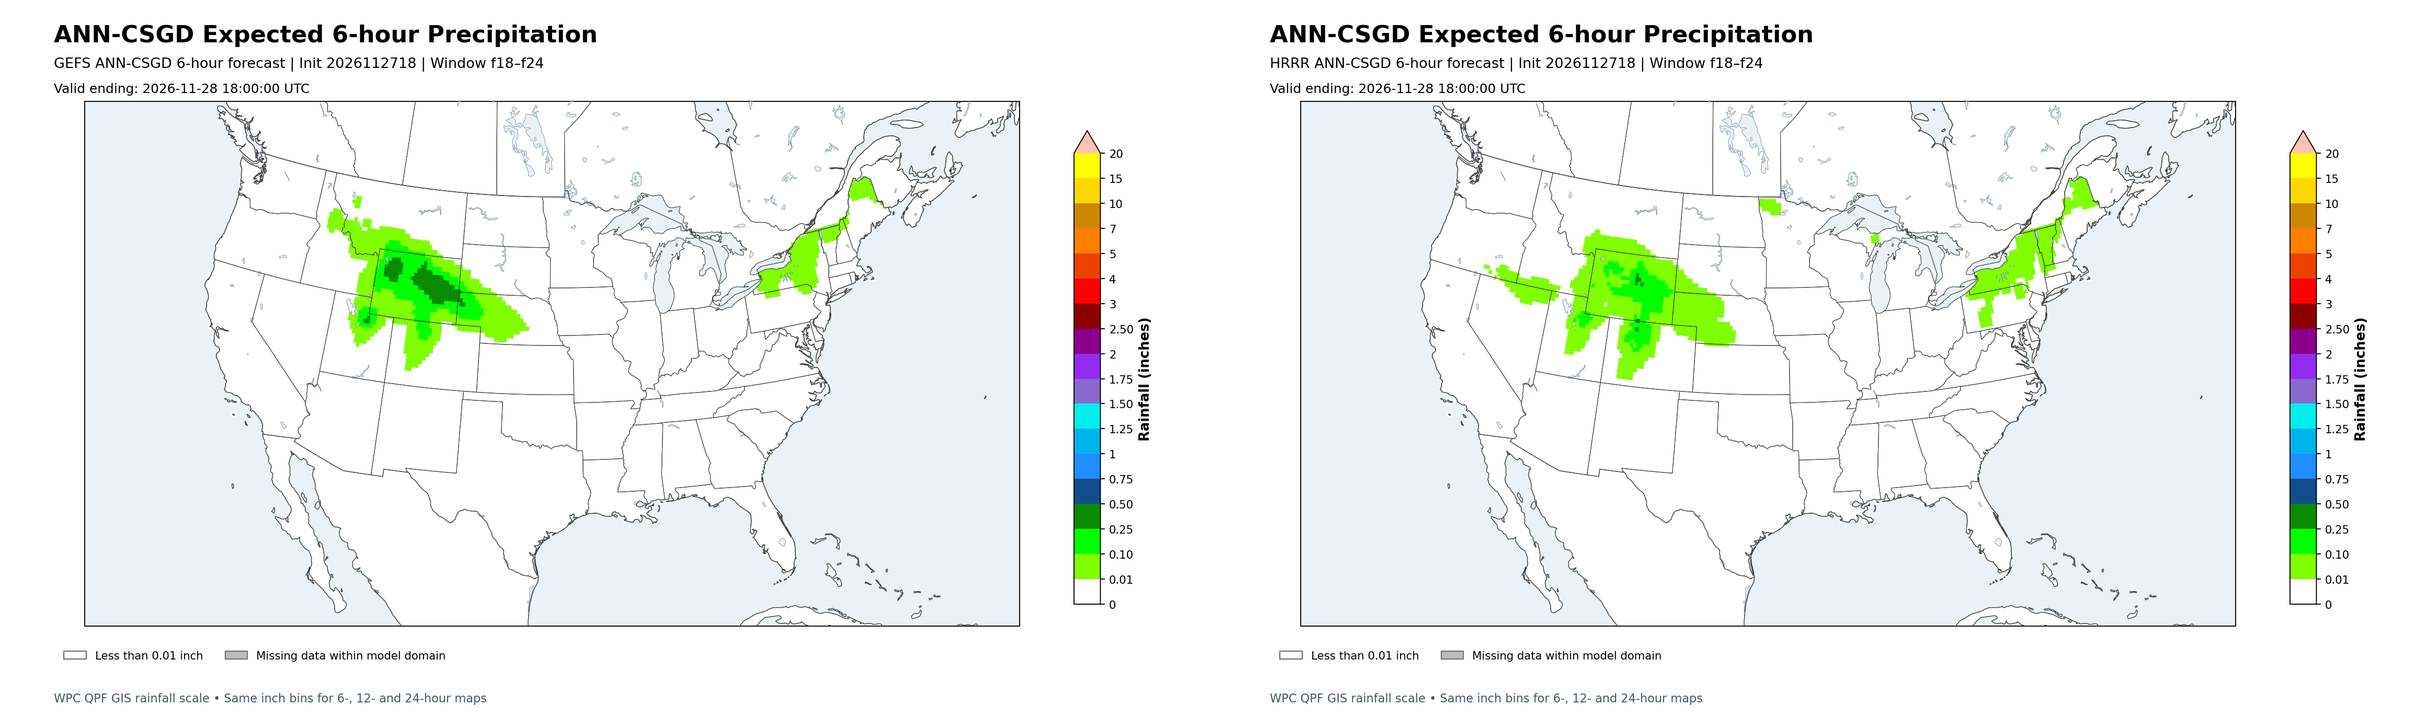 ANN-CSGD Expected 6-hour Precipitation
GEFS ANN-CSGD 6-hour forecast | Init 2026112718 | Window f18–f24
Valid ending: 2026-11-28 18:00:00 UTC
20
15
10
7
5
4
3
2.50
2
1.75
1.50
1.25
1
0.75
0.50
0.25
0.10
0.01
0
Rainfall (inches)
Less than 0.01 inch
Missing data within model domain
WPC QPF GIS rainfall scale • Same inch bins for 6-, 12- and 24-hour maps
ANN-CSGD Expected 6-hour Precipitation
HRRR ANN-CSGD 6-hour forecast | Init 2026112718 | Window f18–f24
Valid ending: 2026-11-28 18:00:00 UTC
20
15
10
7
5
4
3
2.50
2
1.75
1.50
1.25
1
0.75
0.50
0.25
0.10
0.01
0
Rainfall (inches)
Less than 0.01 inch
Missing data within model domain
WPC QPF GIS rainfall scale • Same inch bins for 6-, 12- and 24-hour maps